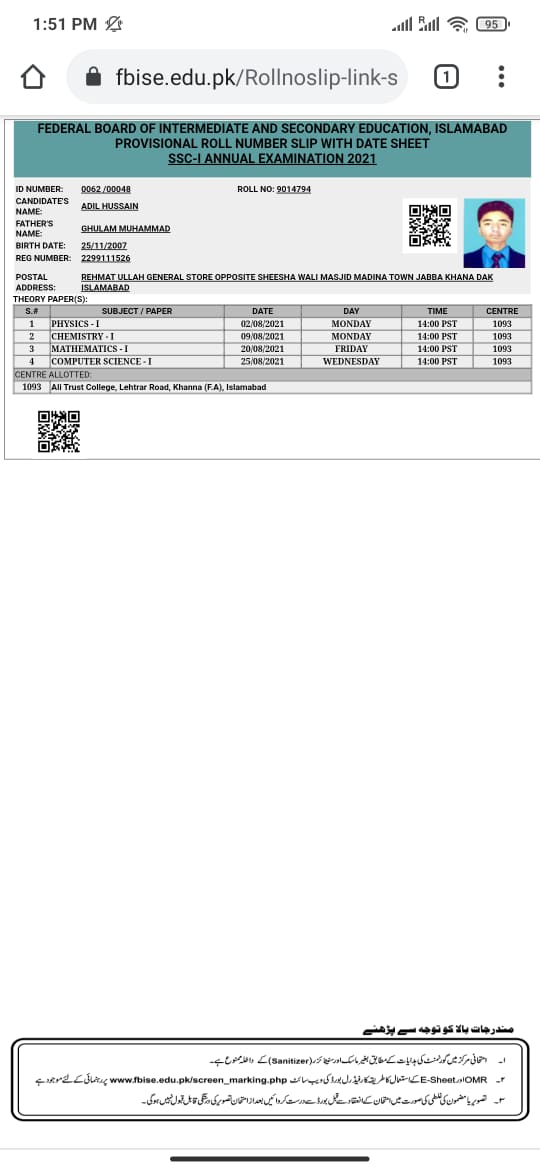 1:51 PM
R
95
fbise.edu.pk/Rollnoslip-link-s
1
FEDERAL BOARD OF INTERMEDIATE AND SECONDARY EDUCATION, ISLAMABAD
PROVISIONAL ROLL NUMBER SLIP WITH DATE SHEET
SSC-I ANNUAL EXAMINATION 2021
ID NUMBER: 0062 /00048 ROLL NO: 9014794
CANDIDATE'S NAME: ADIL HUSSAIN
FATHER'S NAME: GHULAM MUHAMMAD
BIRTH DATE: 25/11/2007
REG NUMBER: 2299111526
POSTAL ADDRESS: REHMAT ULLAH GENERAL STORE OPPOSITE SHEESHA WALI MASJID MADINA TOWN JABBA KHANA DAK
ISLAMABAD
THEORY PAPER(S):
S.# SUBJECT / PAPER DATE DAY TIME CENTRE
1 PHYSICS - I 02/08/2021 MONDAY 14:00 PST 1093
2 CHEMISTRY - I 09/08/2021 MONDAY 14:00 PST 1093
3 MATHEMATICS - I 20/08/2021 FRIDAY 14:00 PST 1093
4 COMPUTER SCIENCE - I 25/08/2021 WEDNESDAY 14:00 PST 1093
CENTRE ALLOTTED:
1093 Ali Trust College, Lehtrar Road, Khanna (F.A), Islamabad
مندرجات بالا کو توجہ سے پڑھئے
۱۔ امتحانی مرکز میں گورنمنٹ کی ہدایات کے مطابق بغیر ماسک اور سینیٹائزر (Sanitizer) کے داخلہ ممنوع ہے۔
۲۔ OMR اور E-Sheet کے استعمال کا طریقہ کار فیڈرل بورڈ کی ویب سائٹ www.fbise.edu.pk/screen_marking.php پر رہنمائی کے لئے موجود ہے
۳۔ تصویر یا مضمون کی غلطی کی صورت میں امتحان کے انعقاد سے قبل بورڈ سے درست کروائیں بعد از امتحان تصویر کی درستگی قابل قبول نہیں ہوگی۔